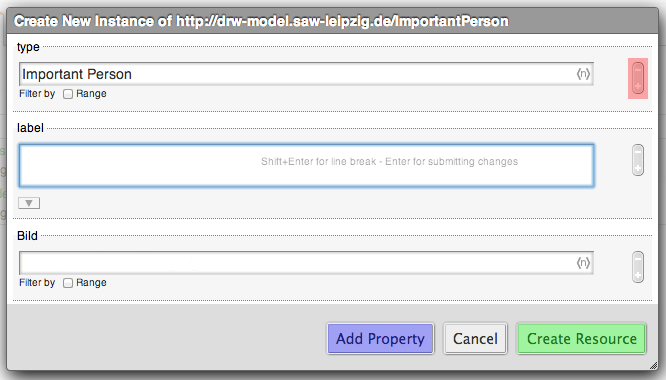 Create New Instance of http://drw-model.saw-leipzig.de/ImportantPerson
type
Important Person ⟨n⟩
Filter by Range
label
Shift+Enter for line break - Enter for submitting changes
Bild
⟨n⟩
Filter by Range
Add Property Cancel Create Resource